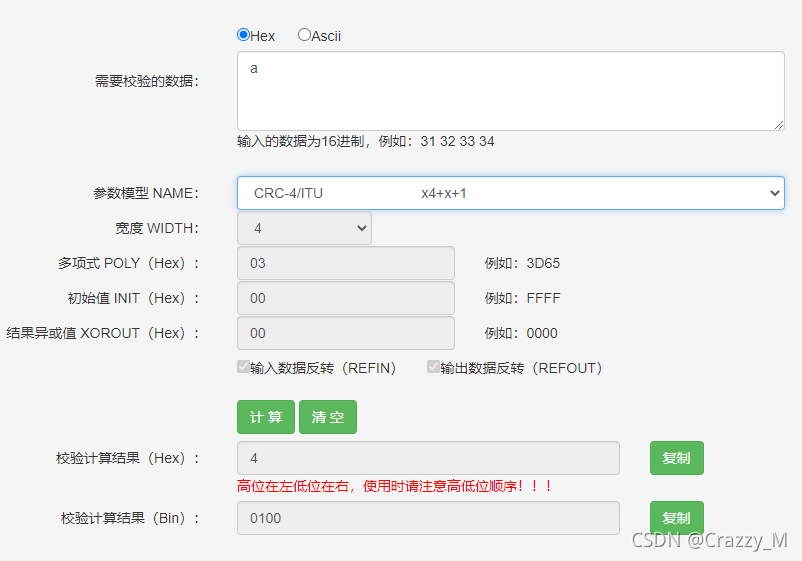 Hex Ascii
需要校验的数据： a
输入的数据为16进制，例如：31 32 33 34
参数模型 NAME： CRC-4/ITU x4+x+1
宽度 WIDTH： 4
多项式 POLY（Hex）： 03 例如：3D65
初始值 INIT（Hex）： 00 例如：FFFF
结果异或值 XOROUT（Hex）： 00 例如：0000
输入数据反转（REFIN） 输出数据反转（REFOUT）
计 算 清 空
校验计算结果（Hex）： 4 复制
高位在左低位在右，使用时请注意高低位顺序！！！
校验计算结果（Bin）： 0100 复制
CSDN @Crazzy_M